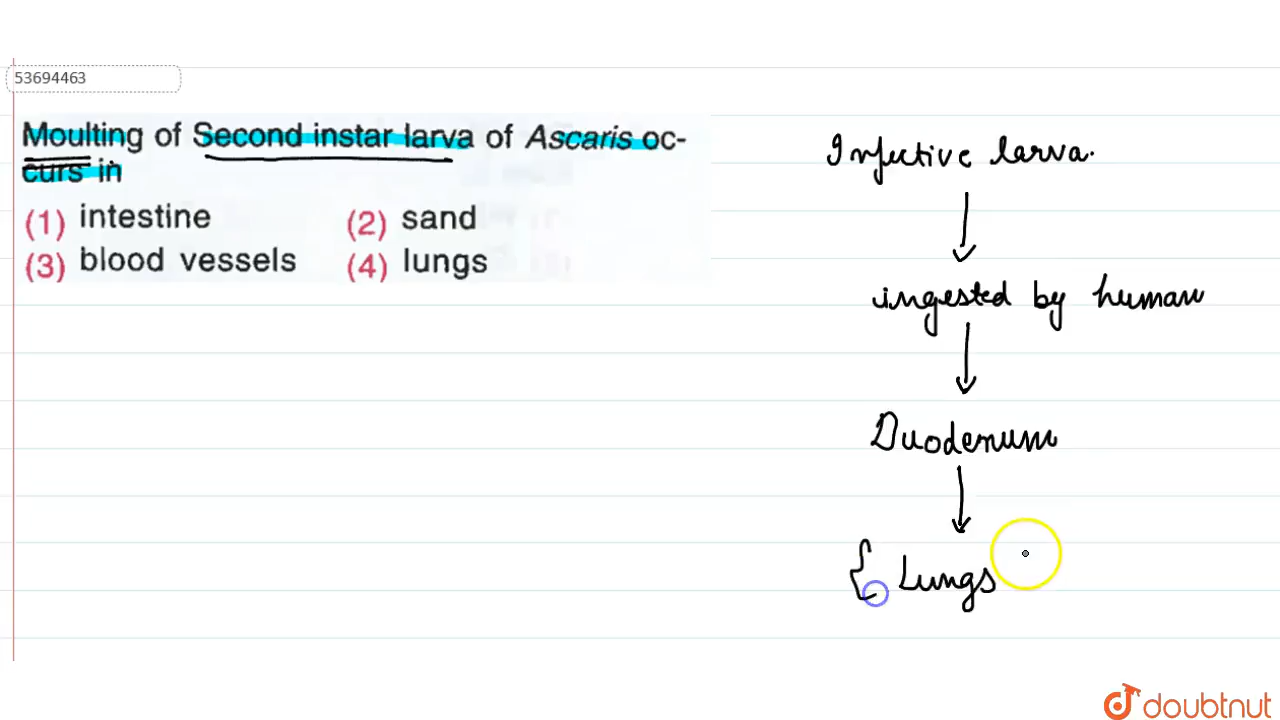 53694463
Moulting of Second instar larva of Ascaris oc-
curs in
(1) intestine (2) sand
(3) blood vessels (4) lungs
Infective larva.
ingested by human
Duodenum
{ Lungs
doubtnut